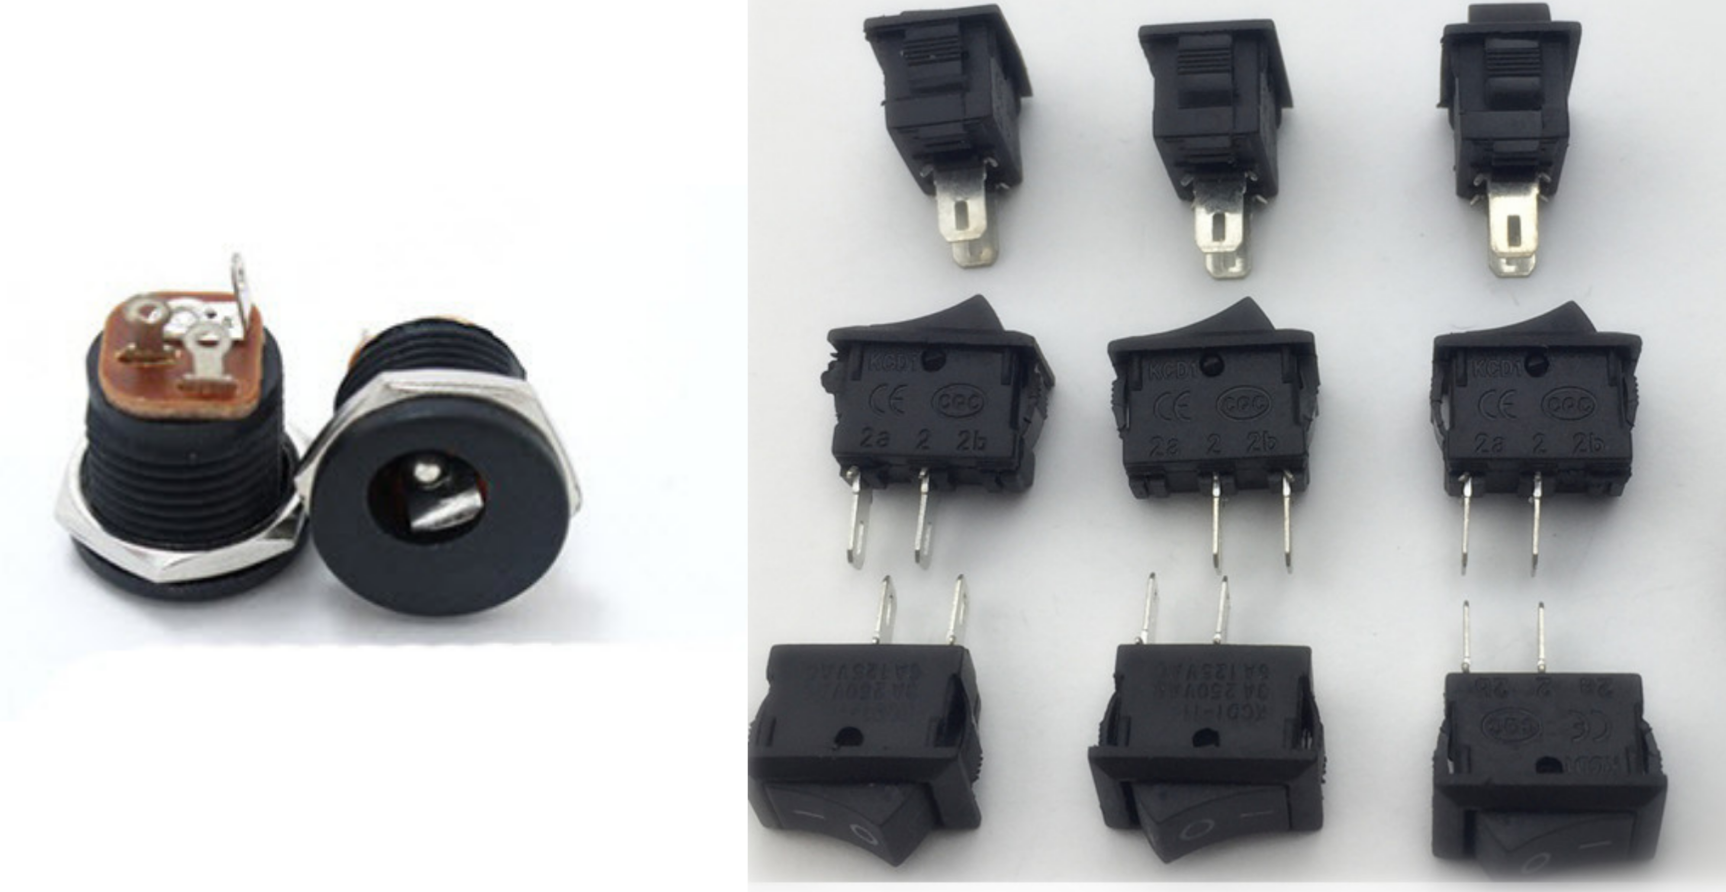 KCD1
CE
CQC
2a 2 2b
KCD1
CE
CQC
2a 2 2b
KCD1
CE
CQC
2a 2 2b
6A 125VAC
3A 250VAC
6A 125VAC
3A 250VAC
KCD1-11
2b 2 2a
CQC
CE
KCD1